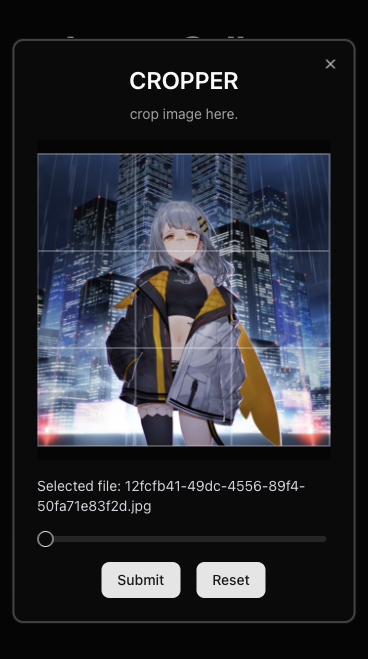 CROPPER
crop image here.
Selected file: 12fcfb41-49dc-4556-89f4-
50fa71e83f2d.jpg
Submit
Reset